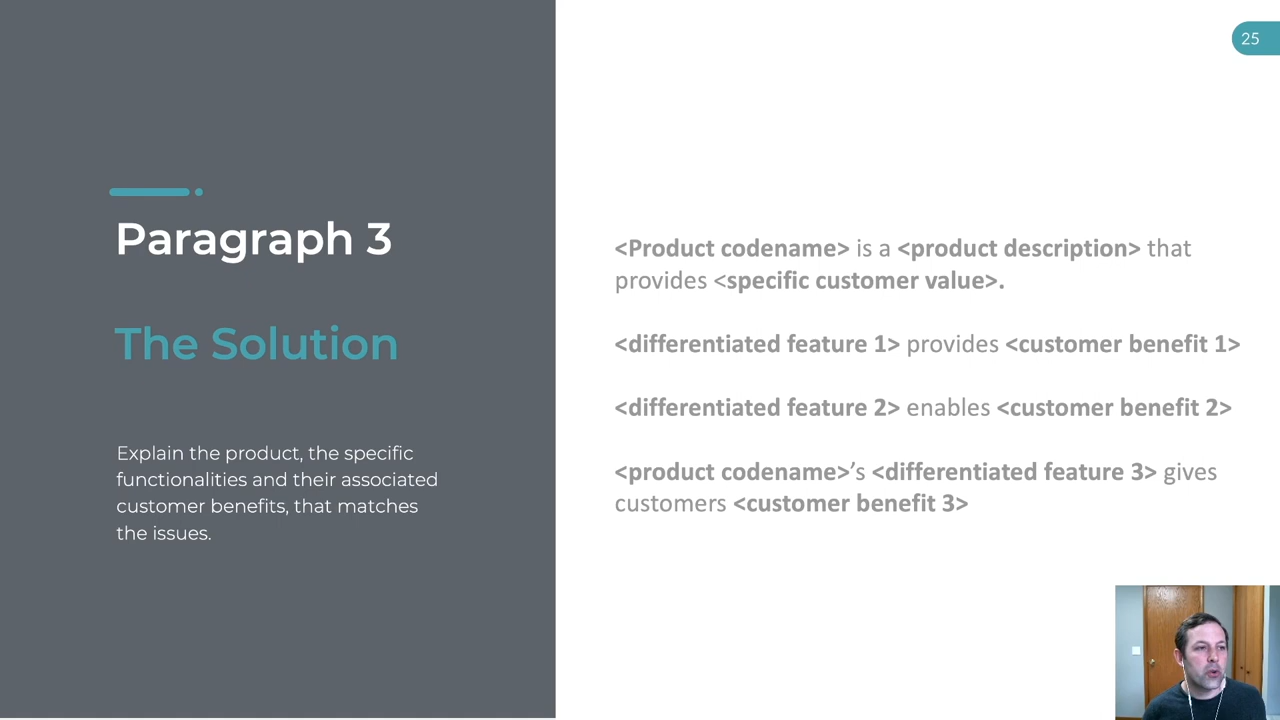 25
Paragraph 3
The Solution
Explain the product, the specific
functionalities and their associated
customer benefits, that matches
the issues.
<Product codename> is a <product description> that
provides <specific customer value>.
<differentiated feature 1> provides <customer benefit 1>
<differentiated feature 2> enables <customer benefit 2>
<product codename>’s <differentiated feature 3> gives
customers <customer benefit 3>